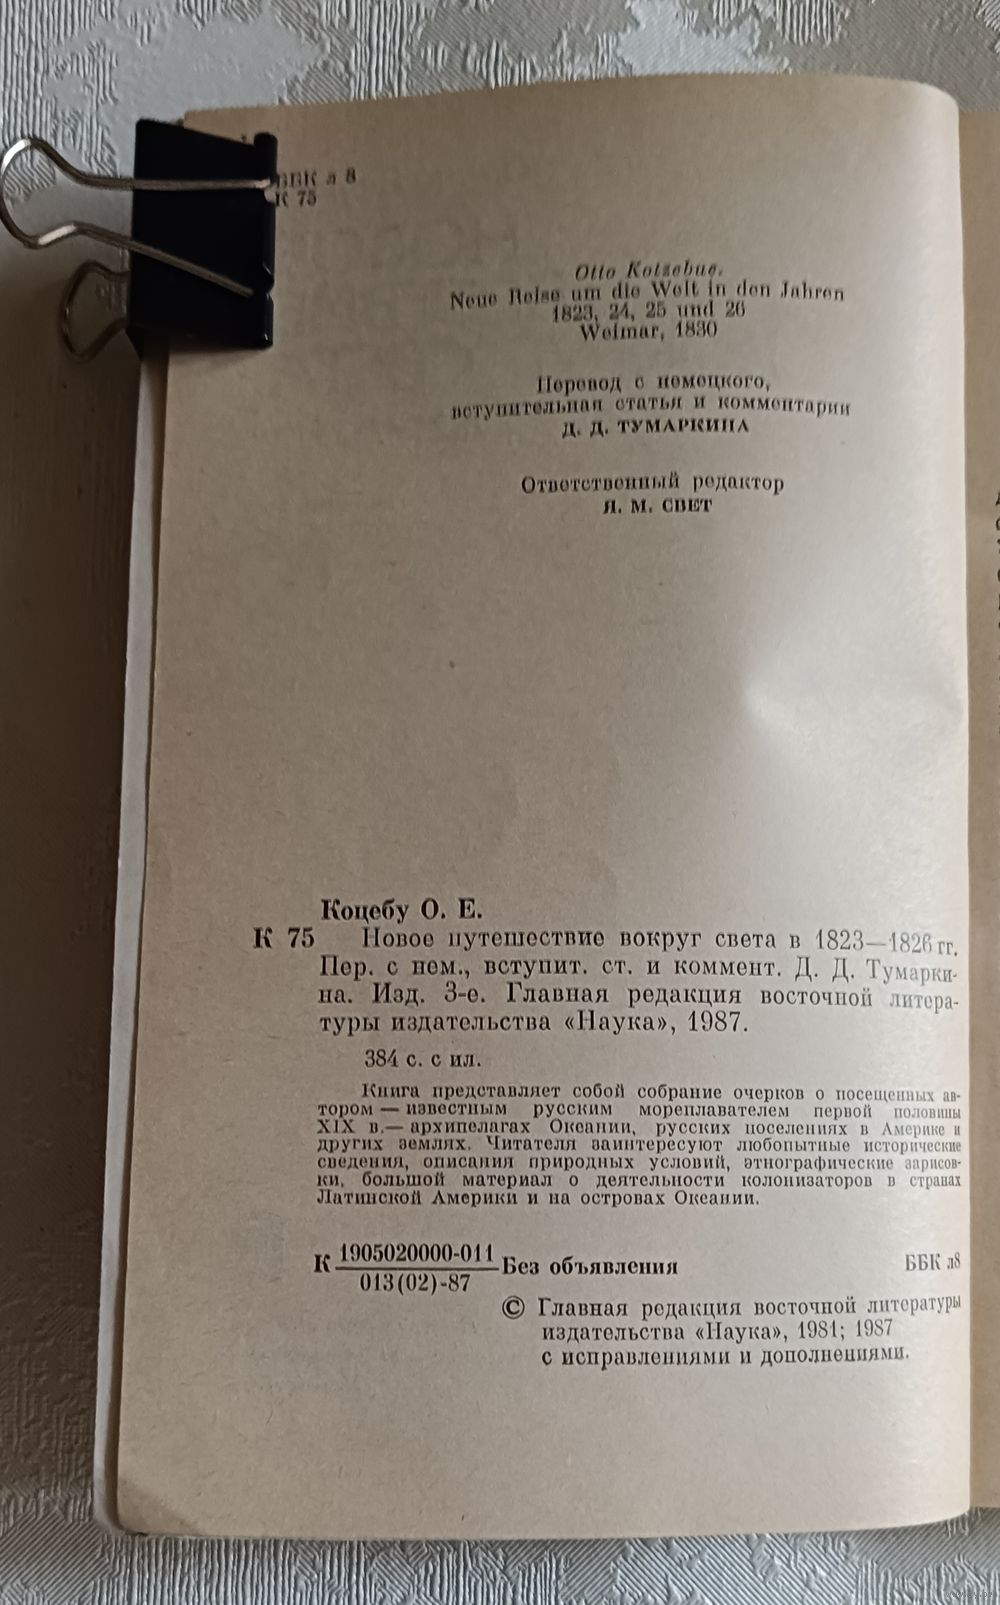 ББК л 8
К 75
Otto Kotzebue.
Neue Reise um die Welt in den Jahren
1823, 24, 25 und 26
Weimar, 1830
Перевод с немецкого,
вступительная статья и комментарии
Д. Д. ТУМАРКИНА
Ответственный редактор
Я. М. СВЕТ
Коцебу О. Е.
К 75 Новое путешествие вокруг света в 1823—1826 гг.
Пер. с нем., вступит. ст. и коммент. Д. Д. Тумарки-
на. Изд. 3-е. Главная редакция восточной литера-
туры издательства «Наука», 1987.
384 с. с ил.
Книга представляет собой собрание очерков о посещенных ав-
тором — известным русским мореплавателем первой половины
XIX в.— архипелагах Океании, русских поселениях в Америке и
других землях. Читателя заинтересуют любопытные исторические
сведения, описания природных условий, этнографические зарисов-
ки, большой материал о деятельности колонизаторов в странах
Латинской Америки и на островах Океании.
К 1905020000-011 Без объявления ББК л8
013(02)-87
© Главная редакция восточной литературы
издательства «Наука», 1981; 1987
с исправлениями и дополнениями.